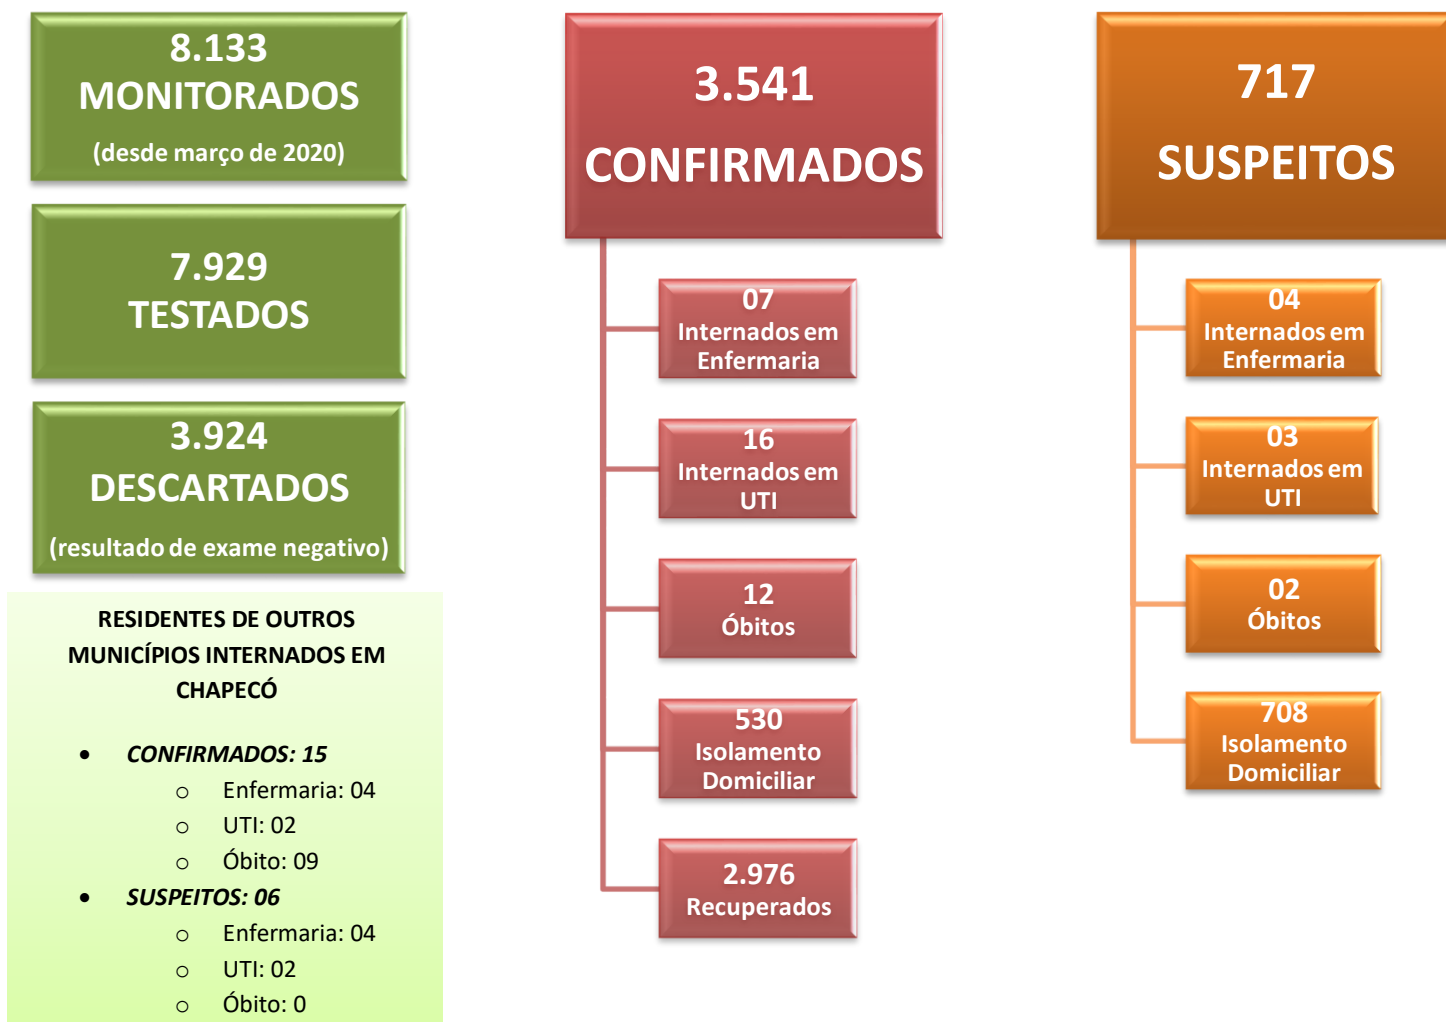 8.133
MONITORADOS
(desde março de 2020)
7.929
TESTADOS
3.924
DESCARTADOS
(resultado de exame negativo)
RESIDENTES DE OUTROS
MUNICÍPIOS INTERNADOS EM
CHAPECÓ
• CONFIRMADOS: 15
o Enfermaria: 04
o UTI: 02
o Óbito: 09
• SUSPEITOS: 06
o Enfermaria: 04
o UTI: 02
o Óbito: 0
3.541
CONFIRMADOS
07
Internados em
Enfermaria
16
Internados em
UTI
12
Óbitos
530
Isolamento
Domiciliar
2.976
Recuperados
717
SUSPEITOS
04
Internados em
Enfermaria
03
Internados em
UTI
02
Óbitos
708
Isolamento
Domiciliar